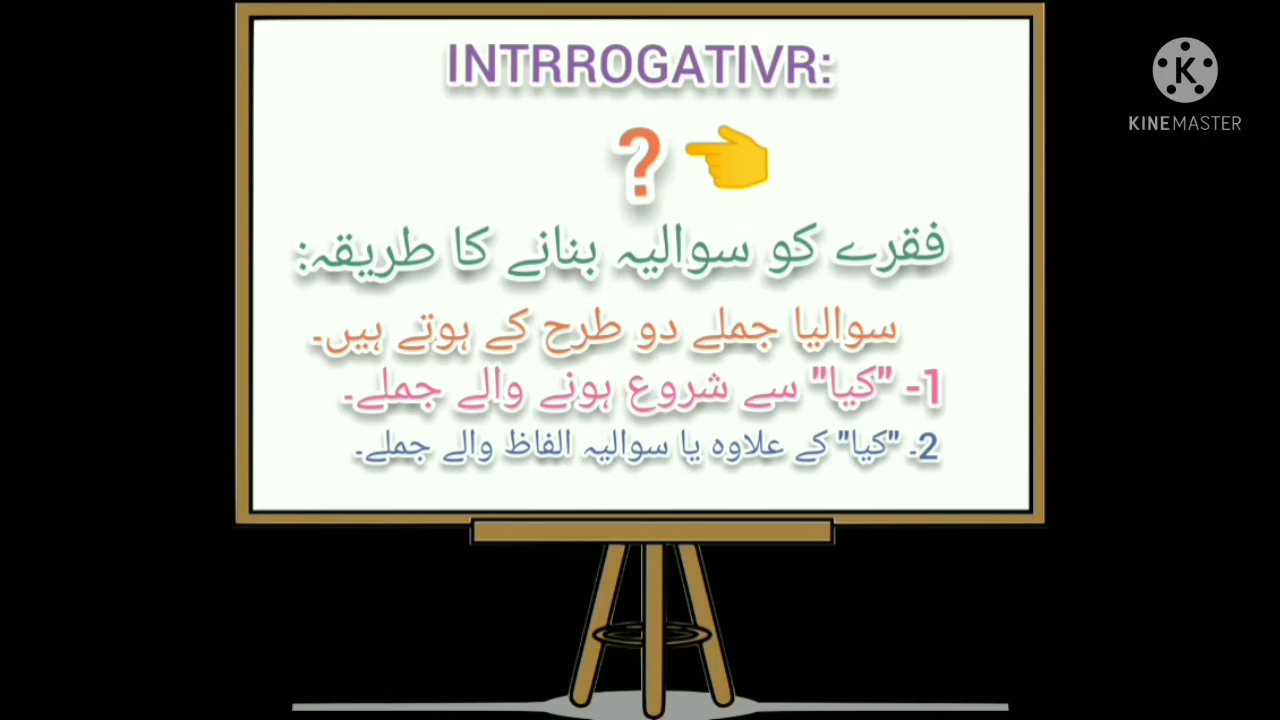 INTRROGATIVR:
?
فقرے کو سوالیہ بنانے کا طریقہ:
سوالیا جملے دو طرح کے ہوتے ہیں۔
1- "کیا" سے شروع ہونے والے جملے۔
2۔ "کیا" کے علاوہ یا سوالیہ الفاظ والے جملے۔
K
KINEMASTER